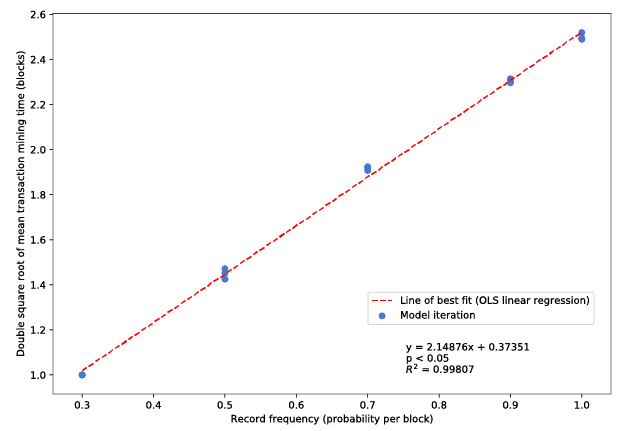 2.6
2.4
2.2
2.0
1.8
1.6
1.4
1.2
1.0
Double square root of mean transaction mining time (blocks)
Line of best fit (OLS linear regression)
Model iteration
y = 2.14876x + 0.37351
p < 0.05
R² = 0.99807
0.3 0.4 0.5 0.6 0.7 0.8 0.9 1.0
Record frequency (probability per block)